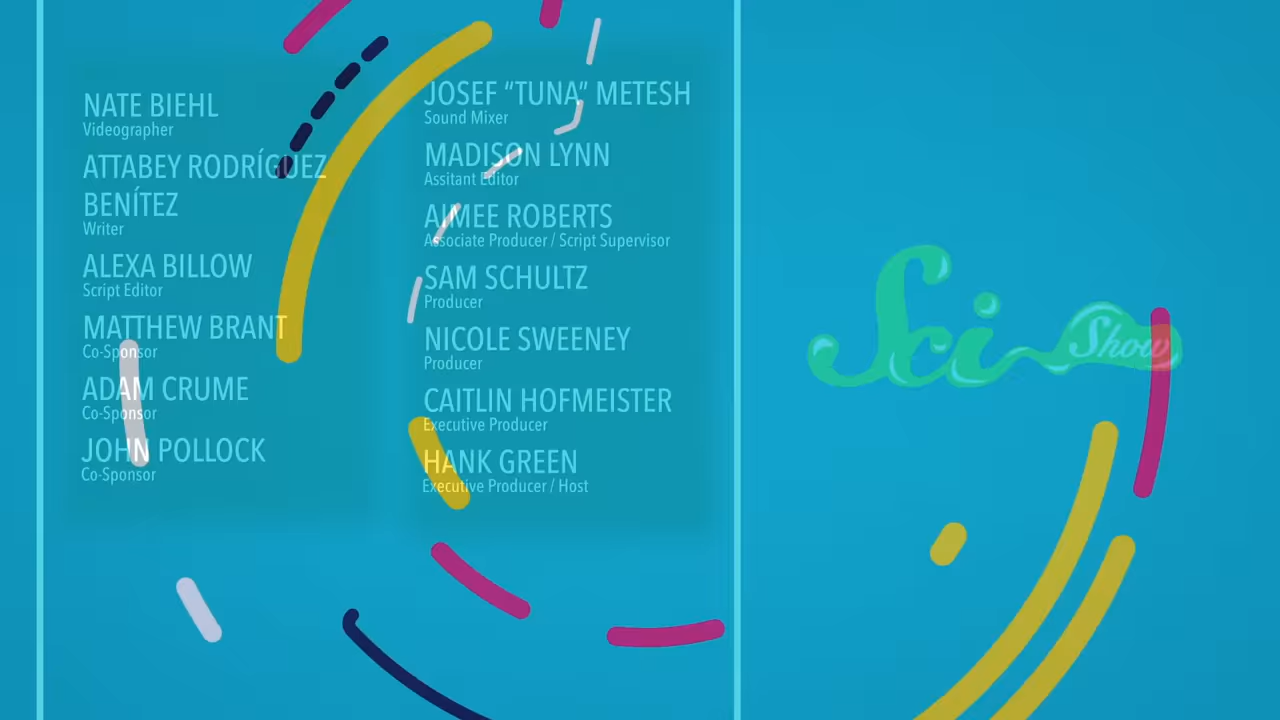 NATE BIEHL
Videographer
ATTABEY RODRÍGUEZ
BENÍTEZ
Writer
ALEXA BILLOW
Script Editor
MATTHEW BRANT
Co-Sponsor
ADAM CRUME
Co-Sponsor
JOHN POLLOCK
Co-Sponsor
JOSEF “TUNA” METESH
Sound Mixer
MADISON LYNN
Assitant Editor
AIMEE ROBERTS
Associate Producer / Script Supervisor
SAM SCHULTZ
Producer
NICOLE SWEENEY
Producer
CAITLIN HOFMEISTER
Executive Producer
HANK GREEN
Executive Producer / Host
Sci Show